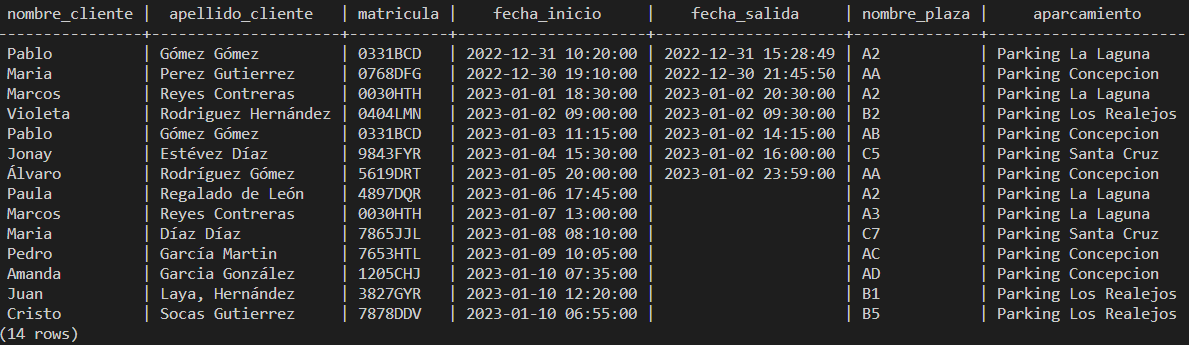 nombre_cliente | apellido_cliente | matricula | fecha_inicio | fecha_salida | nombre_plaza | aparcamiento
---------------+---------------------+-----------+---------------------+---------------------+--------------+----------------------
Pablo | Gómez Gómez | 0331BCD | 2022-12-31 10:20:00 | 2022-12-31 15:28:49 | A2 | Parking La Laguna
Maria | Perez Gutierrez | 0768DFG | 2022-12-30 19:10:00 | 2022-12-30 21:45:50 | AA | Parking Concepcion
Marcos | Reyes Contreras | 0030HTH | 2023-01-01 18:30:00 | 2023-01-02 20:30:00 | A2 | Parking La Laguna
Violeta | Rodriguez Hernández | 0404LMN | 2023-01-02 09:00:00 | 2023-01-02 09:30:00 | B2 | Parking Los Realejos
Pablo | Gómez Gómez | 0331BCD | 2023-01-03 11:15:00 | 2023-01-02 14:15:00 | AB | Parking Concepcion
Jonay | Estévez Díaz | 9843FYR | 2023-01-04 15:30:00 | 2023-01-02 16:00:00 | C5 | Parking Santa Cruz
Álvaro | Rodríguez Gómez | 5619DRT | 2023-01-05 20:00:00 | 2023-01-02 23:59:00 | AA | Parking Concepcion
Paula | Regalado de León | 4897DQR | 2023-01-06 17:45:00 | | A2 | Parking La Laguna
Marcos | Reyes Contreras | 0030HTH | 2023-01-07 13:00:00 | | A3 | Parking La Laguna
Maria | Díaz Díaz | 7865JJL | 2023-01-08 08:10:00 | | C7 | Parking Santa Cruz
Pedro | García Martin | 7653HTL | 2023-01-09 10:05:00 | | AC | Parking Concepcion
Amanda | Garcia González | 1205CHJ | 2023-01-10 07:35:00 | | AD | Parking Concepcion
Juan | Laya, Hernández | 3827GYR | 2023-01-10 12:20:00 | | B1 | Parking Los Realejos
Cristo | Socas Gutierrez | 7878DDV | 2023-01-10 06:55:00 | | B5 | Parking Los Realejos
(14 rows)